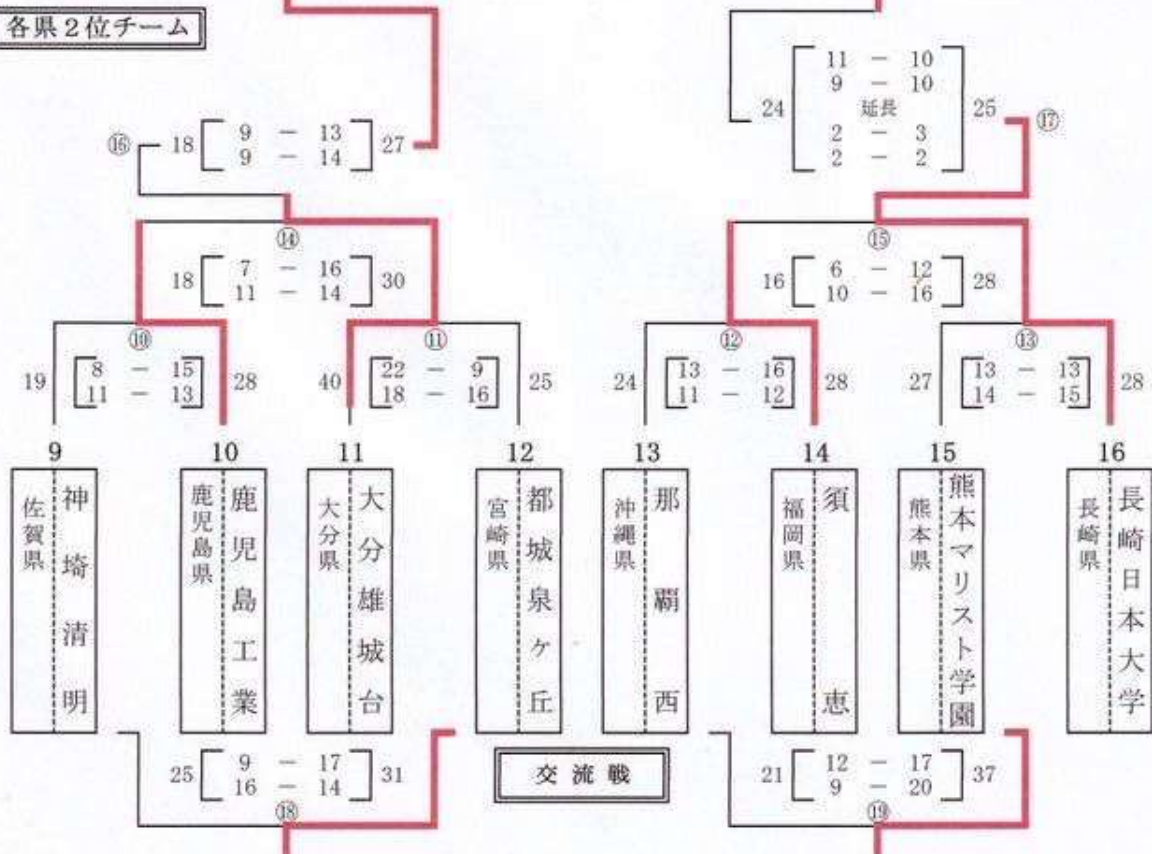 各県2位チーム
11 - 10
9 - 10
延長
2 - 3
2 - 2
24
25
⑰
⑯
18
9 - 13
9 - 14
27
⑭
18
7 - 16
11 - 14
30
⑮
16
6 - 12
10 - 16
28
⑩
19
8 - 15
11 - 13
28
⑪
40
22 - 9
18 - 16
25
⑫
24
13 - 16
11 - 12
28
⑬
27
13 - 13
14 - 15
28
9
佐賀県
神埼清明
10
鹿児島県
鹿児島工業
11
大分県
大分雄城台
12
宮崎県
都城泉ケ丘
13
沖縄県
那覇西
14
福岡県
須恵
15
熊本県
熊本マリスト学園
16
長崎県
長崎日本大学
25
9 - 17
16 - 14
31
⑱
交流戦
21
12 - 17
9 - 20
37
⑲